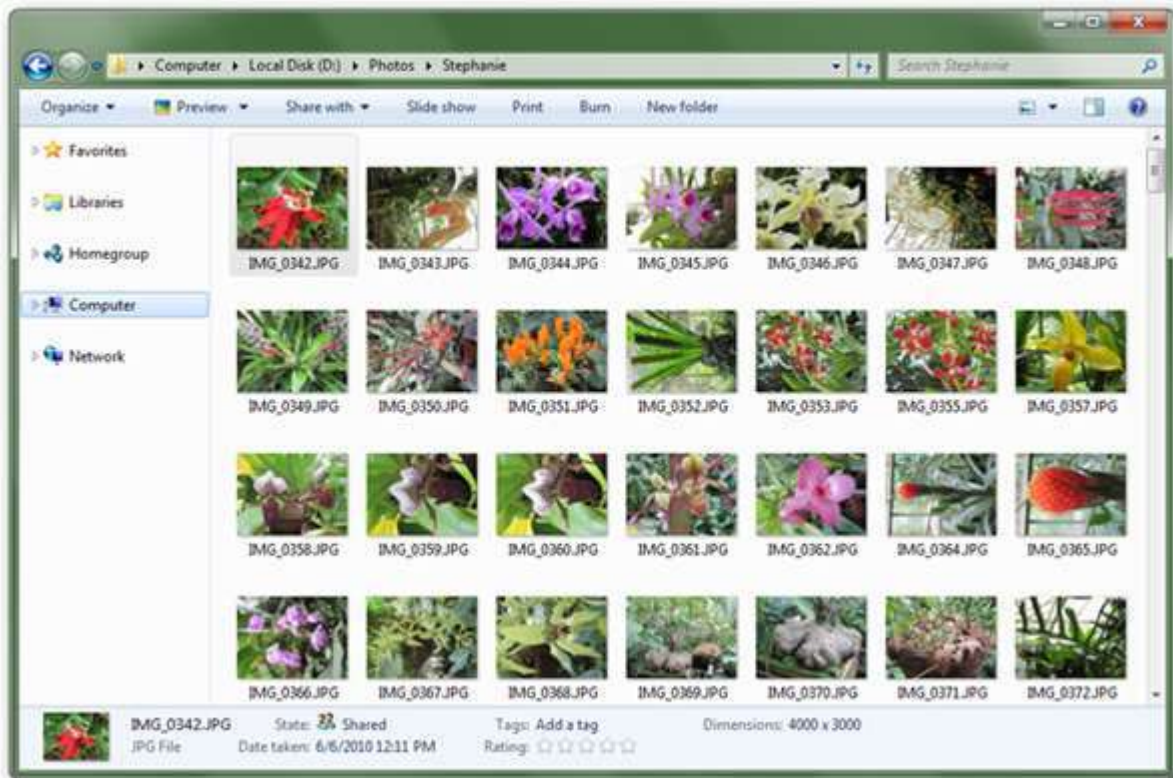 Computer Local Disk (D:) Photos Stephanie Search Stephanie
Organize Preview Share with Slide show Print Burn New folder
Favorites
Libraries
Homegroup
Computer
Network
IMG_0342.JPG IMG_0343.JPG IMG_0344.JPG IMG_0345.JPG IMG_0346.JPG IMG_0347.JPG IMG_0348.JPG
IMG_0349.JPG IMG_0350.JPG IMG_0351.JPG IMG_0352.JPG IMG_0353.JPG IMG_0355.JPG IMG_0357.JPG
IMG_0358.JPG IMG_0359.JPG IMG_0360.JPG IMG_0361.JPG IMG_0362.JPG IMG_0364.JPG IMG_0365.JPG
IMG_0366.JPG IMG_0367.JPG IMG_0368.JPG IMG_0369.JPG IMG_0370.JPG IMG_0371.JPG IMG_0372.JPG
IMG_0342.JPG State: Shared Tags: Add a tag Dimensions: 4000 x 3000
JPG File Date taken: 6/6/2010 12:11 PM Rating: